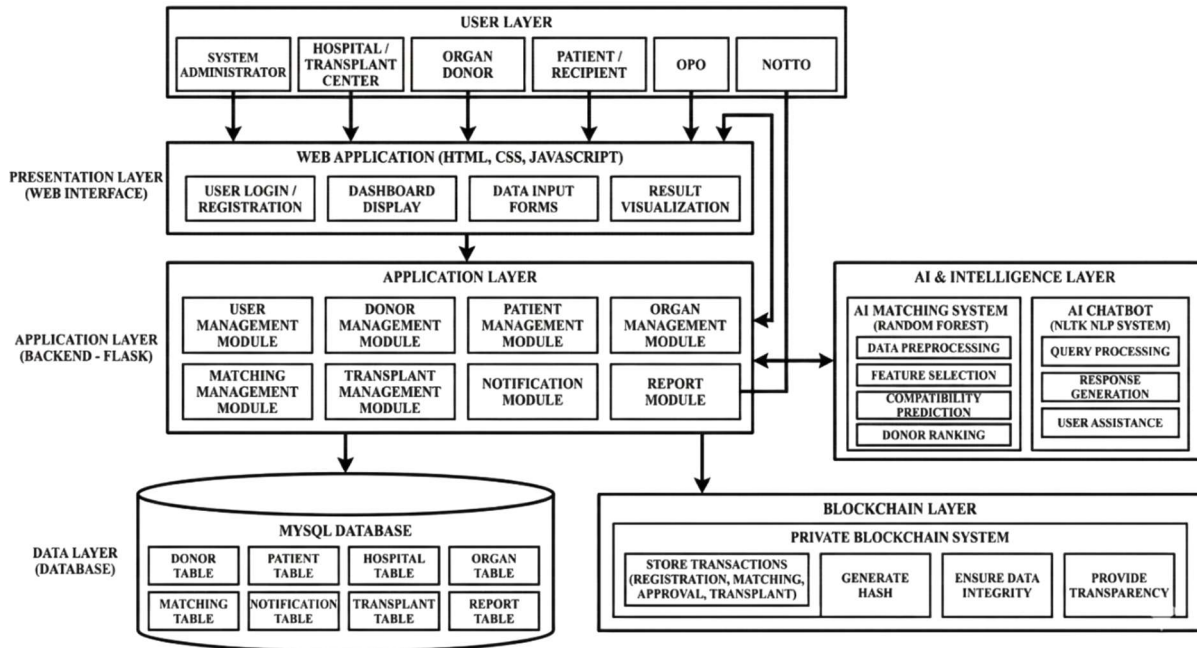 USER LAYER
SYSTEM
ADMINISTRATOR
HOSPITAL /
TRANSPLANT
CENTER
ORGAN
DONOR
PATIENT /
RECIPIENT
OPO
NOTTO
PRESENTATION LAYER
(WEB INTERFACE)
WEB APPLICATION (HTML, CSS, JAVASCRIPT)
USER LOGIN /
REGISTRATION
DASHBOARD
DISPLAY
DATA INPUT
FORMS
RESULT
VISUALIZATION
APPLICATION LAYER
(BACKEND - FLASK)
APPLICATION LAYER
USER
MANAGEMENT
MODULE
DONOR
MANAGEMENT
MODULE
PATIENT
MANAGEMENT
MODULE
ORGAN
MANAGEMENT
MODULE
MATCHING
MANAGEMENT
MODULE
TRANSPLANT
MANAGEMENT
MODULE
NOTIFICATION
MODULE
REPORT
MODULE
AI & INTELLIGENCE LAYER
AI MATCHING SYSTEM
(RANDOM FOREST)
DATA PREPROCESSING
FEATURE SELECTION
COMPATIBILITY
PREDICTION
DONOR RANKING
AI CHATBOT
(NLTK NLP SYSTEM)
QUERY PROCESSING
RESPONSE
GENERATION
USER ASSISTANCE
DATA LAYER
(DATABASE)
MYSQL DATABASE
DONOR
TABLE
PATIENT
TABLE
HOSPITAL
TABLE
ORGAN
TABLE
MATCHING
TABLE
NOTIFICATION
TABLE
TRANSPLANT
TABLE
REPORT
TABLE
BLOCKCHAIN LAYER
PRIVATE BLOCKCHAIN SYSTEM
STORE TRANSACTIONS
(REGISTRATION, MATCHING,
APPROVAL, TRANSPLANT)
GENERATE
HASH
ENSURE DATA
INTEGRITY
PROVIDE
TRANSPARENCY